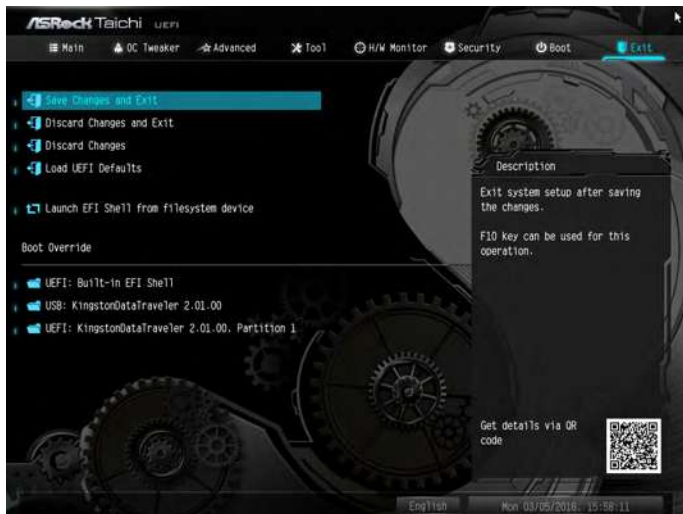 ASRock Taichi UEFI
Main OC Tweaker Advanced Tool H/W Monitor Security Boot Exit
Save Changes and Exit
Discard Changes and Exit
Discard Changes
Load UEFI Defaults
Launch EFI Shell from filesystem device
Boot Override
UEFI: Built-in EFI Shell
USB: KingstonDataTraveler 2.01.00
UEFI: KingstonDataTraveler 2.01.00. Partition 1
Description
Exit system setup after saving
the changes.
F10 key can be used for this
operation.
Get details via QR
code
English Mon 03/05/2018. 15:58:11